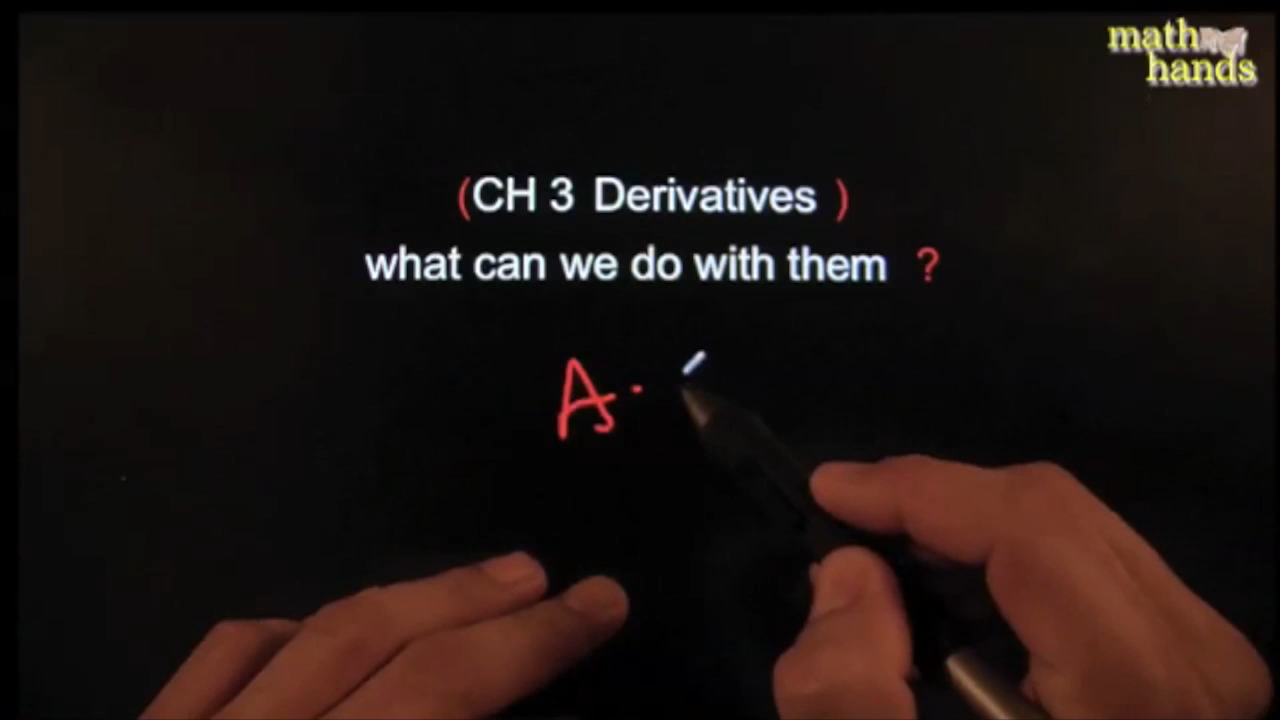 math
hands
(CH 3 Derivatives )
what can we do with them ?
A.